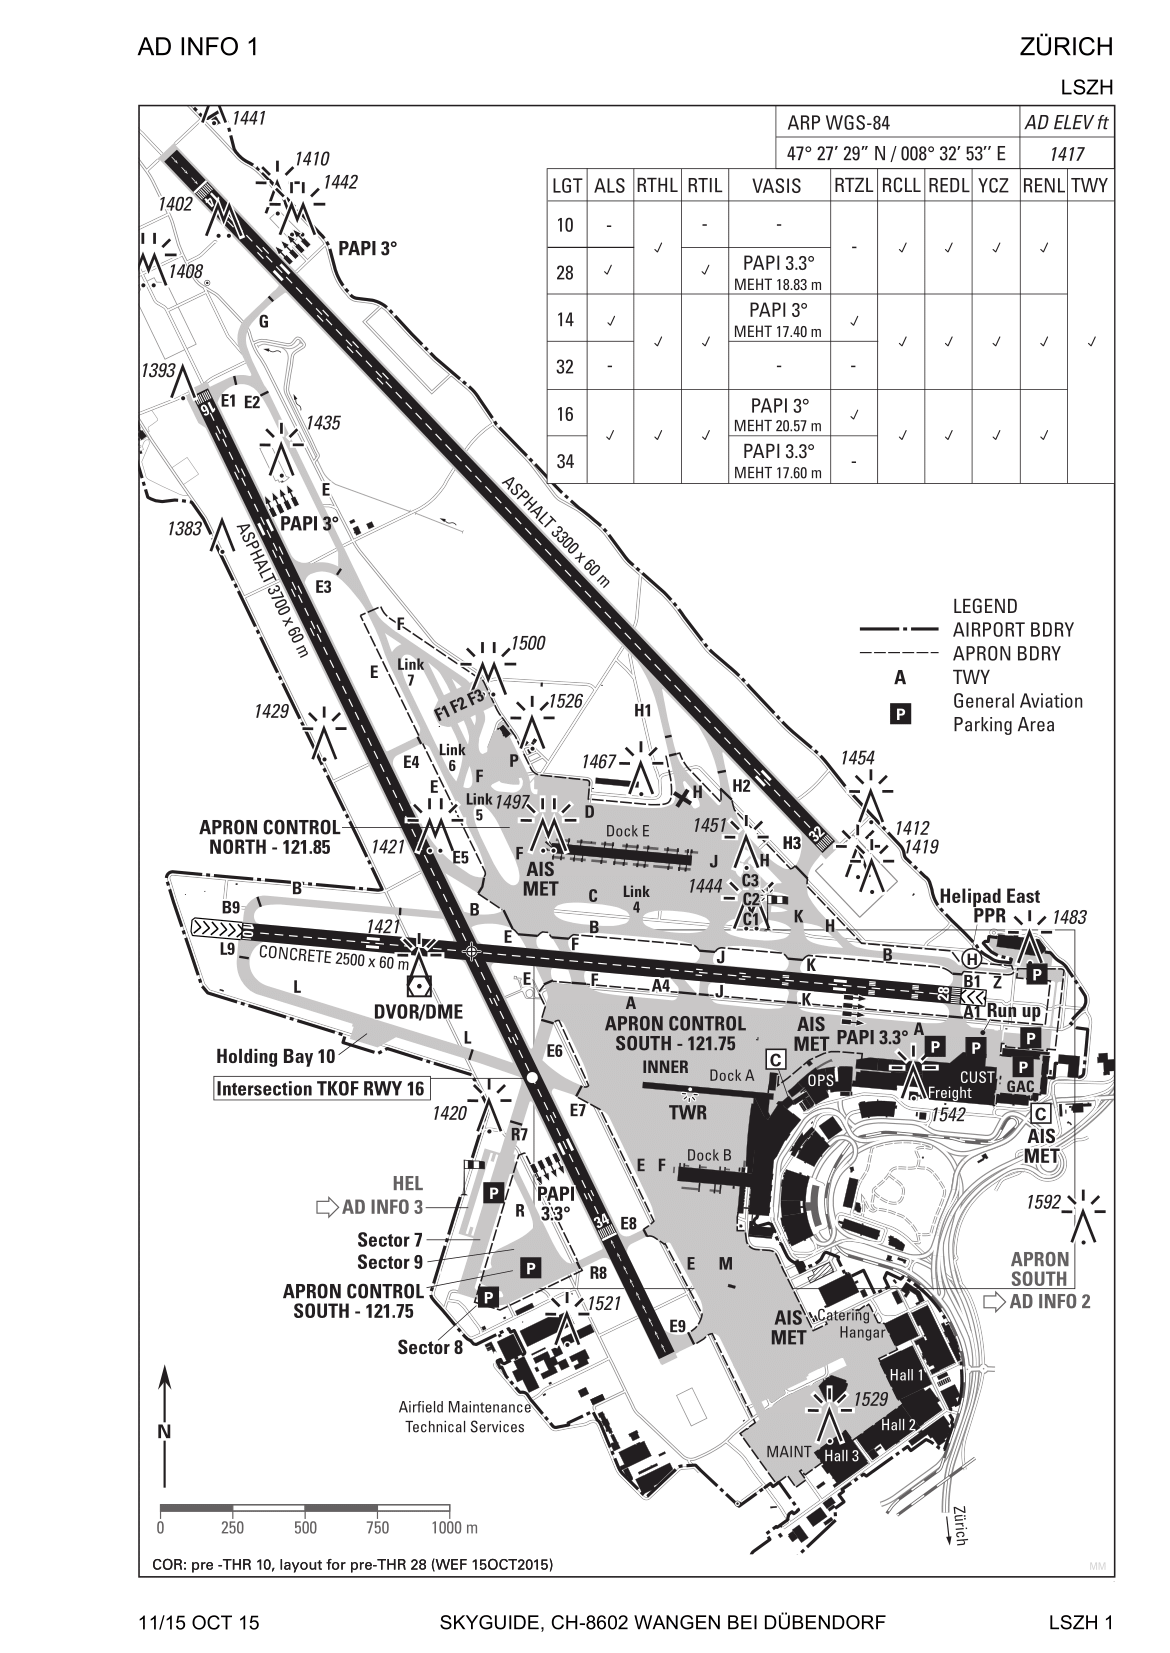 AD INFO 1
ZÜRICH
LSZH
ARP WGS-84
AD ELEV ft
47° 27′ 29″ N / 008° 32′ 53″ E
1417
LGT ALS RTHL RTIL VASIS RTZL RCLL REDL YCZ RENL TWY
10 - ✓ - - - ✓ ✓ ✓ ✓ ✓
28 ✓ ✓ PAPI 3.3°
MEHT 18.83 m
14 ✓ ✓ ✓ PAPI 3° ✓ ✓ ✓ ✓ ✓
MEHT 17.40 m
32 - - -
16 ✓ ✓ ✓ PAPI 3° ✓ ✓ ✓ ✓ ✓
MEHT 20.57 m
34 PAPI 3.3° -
MEHT 17.60 m
1441
1410
1442
1402
14
PAPI 3°
1408
G
1393
E1 E2
16
1435
E
PAPI 3°
1383
ASPHALT 3300 x 60 m
ASPHALT 3700 x 60 m
E3
LEGEND
AIRPORT BDRY
APRON BDRY
A TWY
P General Aviation
Parking Area
F
1500
E
Link
7
F1 F2 F3
1526
H1
1429
Link
6
E4
P
F
1467
1454
H2
H
E
Link
5
1497
D
APRON CONTROL
NORTH - 121.85
1421
E5
Dock E
1451
32
H3
1412
1419
F
AIS
MET
J
H
C3
C2
C1
1444
C
Link
4
K
H
Helipad East
PPR
1483
B
B9
B
1421
E
F
B
J
K
B
H
P
L9
CONCRETE 2500 x 60 m
E
F
A4
J
K
28
B1
Z
A
A1 Run up
L
DVOR/DME
APRON CONTROL
SOUTH - 121.75
AIS
MET
PAPI 3.3°
A
P
P
P
L
Holding Bay 10
E6
INNER
Dock A
C
OPS
CUST
P
GAC
Freight
Intersection TKOF RWY 16
1420
E7
TWR
1542
C
AIS
MET
R7
Dock B
E F
HEL
AD INFO 3
P
PAPI
3.3°
R
1592
Sector 7
Sector 9
34
E8
APRON CONTROL
SOUTH - 121.75
P
R8
E
M
APRON
SOUTH
AD INFO 2
P
1521
Sector 8
E9
AIS
MET
Catering
Hangar
Hall 1
Airfield Maintenance
Technical Services
1529
Hall 2
N
MAINT
Hall 3
0 250 500 750 1000 m
Zürich
COR: pre -THR 10, layout for pre-THR 28 (WEF 15OCT2015)
MM
11/15 OCT 15
SKYGUIDE, CH-8602 WANGEN BEI DÜBENDORF
LSZH 1